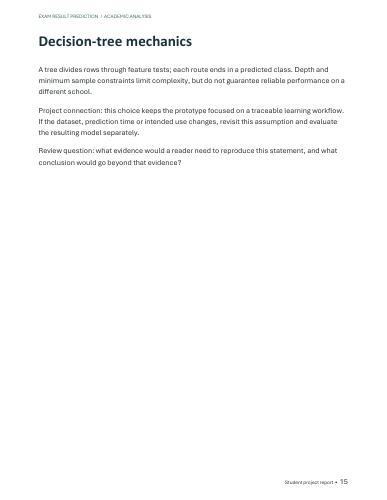 EXAM RESULT PREDICTION | ACADEMIC ANALYSIS
Decision-tree mechanics
A tree divides rows through feature tests; each route ends in a predicted class. Depth and
minimum sample constraints limit complexity, but do not guarantee reliable performance on a
different school.
Project connection: this choice keeps the prototype focused on a traceable learning workflow.
If the dataset, prediction time or intended use changes, revisit this assumption and evaluate
the resulting model separately.
Review question: what evidence would a reader need to reproduce this statement, and what
conclusion would go beyond that evidence?
Student project report • 15